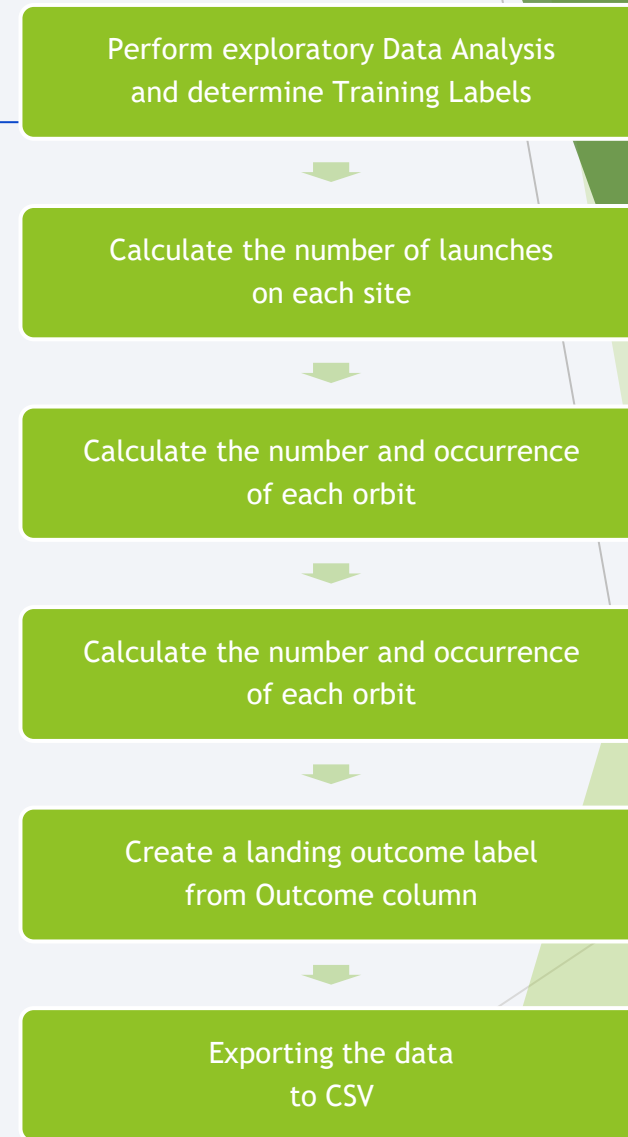 Perform exploratory Data Analysis
and determine Training Labels
Calculate the number of launches
on each site
Calculate the number and occurrence
of each orbit
Calculate the number and occurrence
of each orbit
Create a landing outcome label
from Outcome column
Exporting the data
to CSV